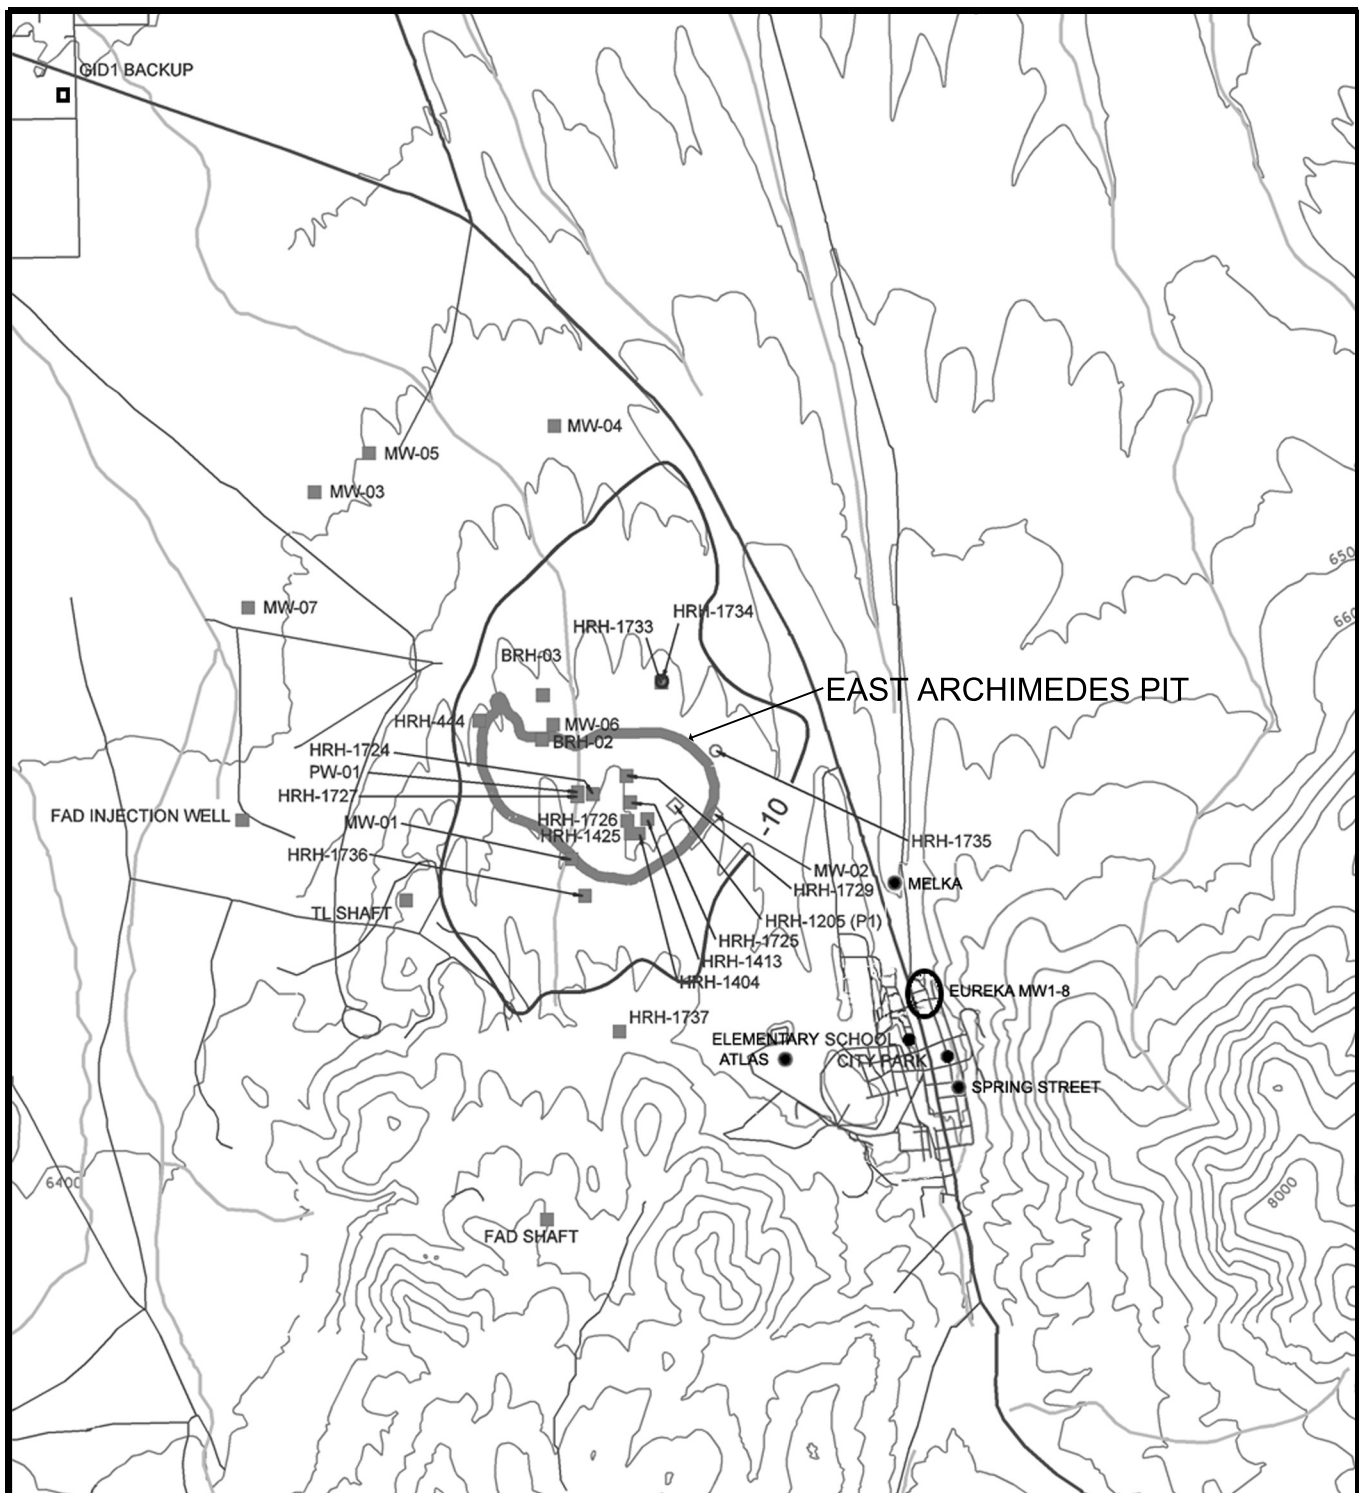 GID1 BACKUP
MW-04
MW-05
MW-03
650
660
MW-07
HRH-1734
HRH-1733
BRH-03
EAST ARCHIMEDES PIT
HRH-444
MW-06
BRH-02
HRH-1724
PW-01
HRH-1727
FAD INJECTION WELL
MW-01
HRH-1726
HRH-1425
-10
HRH-1735
HRH-1736
MW-02
HRH-1729
MELKA
TL SHAFT
HRH-1205 (P1)
HRH-1725
HRH-1413
HRH-1404
EUREKA MW1-8
HRH-1737
ELEMENTARY SCHOOL
ATLAS
CITY PARK
SPRING STREET
6400
8000
FAD SHAFT